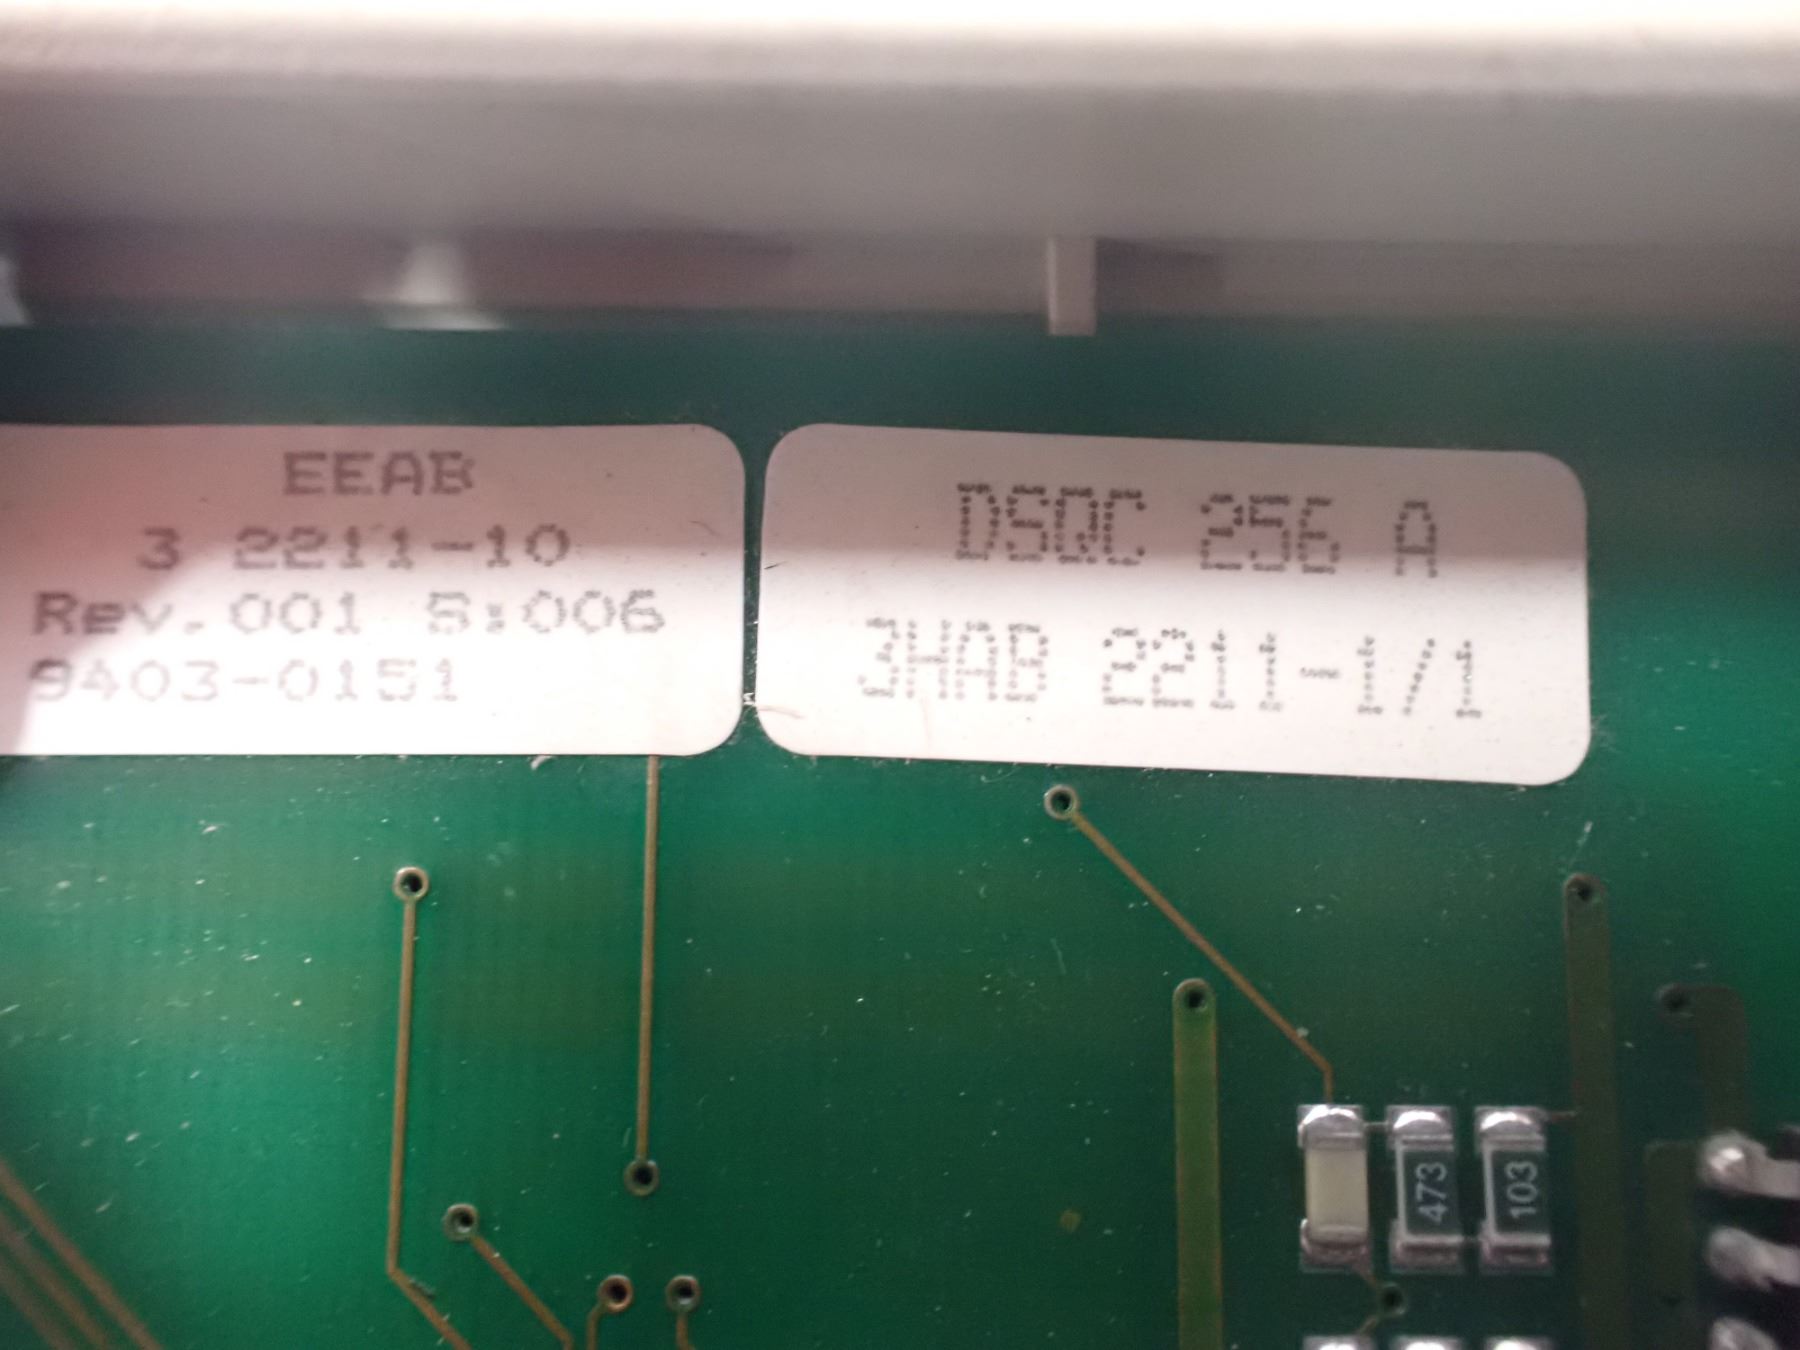 EEAB
3 2211-10
Rev.001 S:006
9403-0151
DSQC 256 A
3HAB 2211-1/1
473
103